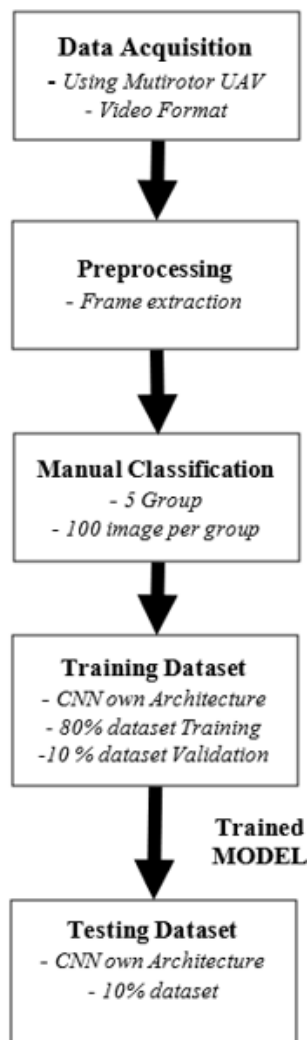 Data Acquisition
- Using Mutirotor UAV
- Video Format
Preprocessing
- Frame extraction
Manual Classification
- 5 Group
- 100 image per group
Training Dataset
- CNN own Architecture
- 80% dataset Training
-10 % dataset Validation
Trained
MODEL
Testing Dataset
- CNN own Architecture
- 10% dataset